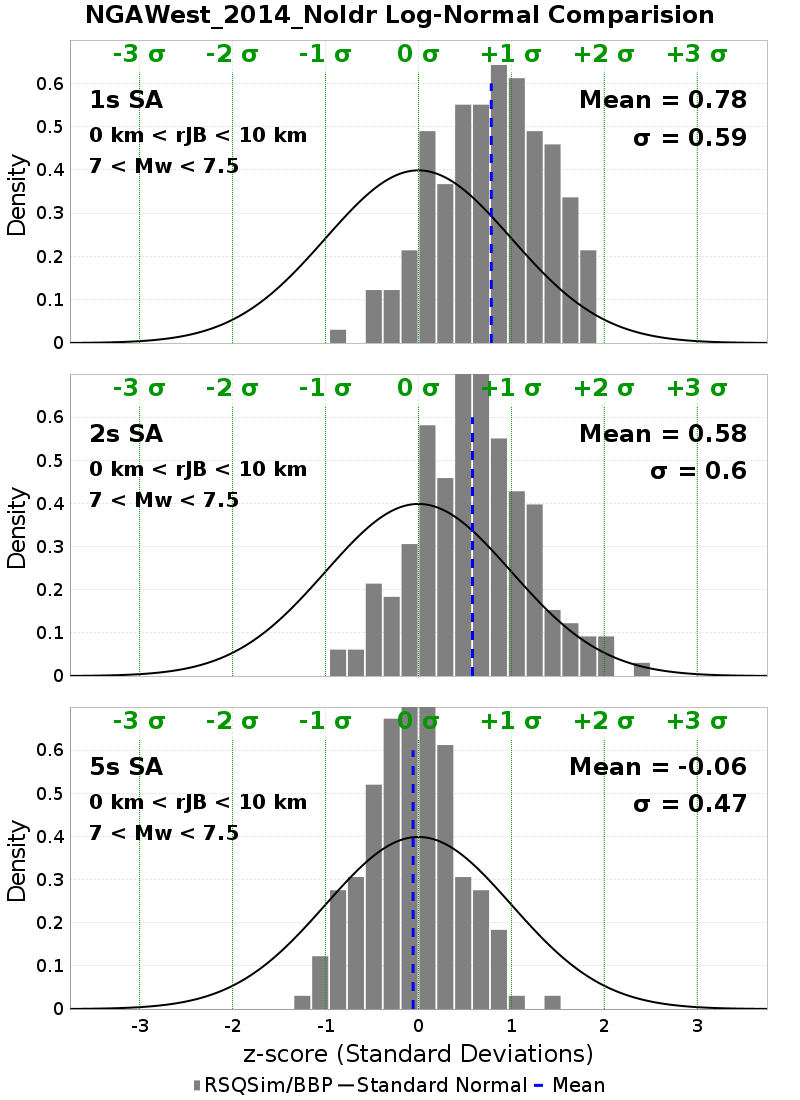 NGAWest_2014_NoIdr Log-Normal Comparision
-3 σ -2 σ -1 σ 0 σ +1 σ +2 σ +3 σ
1s SA Mean = 0.78
0 km < rJB < 10 km σ = 0.59
7 < Mw < 7.5
Density
0.6
0.5
0.4
0.3
0.2
0.1
0
-3 σ -2 σ -1 σ 0 σ +1 σ +2 σ +3 σ
2s SA Mean = 0.58
0 km < rJB < 10 km σ = 0.6
7 < Mw < 7.5
Density
0.6
0.5
0.4
0.3
0.2
0.1
0
-3 σ -2 σ -1 σ 0 σ +1 σ +2 σ +3 σ
5s SA Mean = -0.06
0 km < rJB < 10 km σ = 0.47
7 < Mw < 7.5
Density
0.6
0.5
0.4
0.3
0.2
0.1
0
-3 -2 -1 0 1 2 3
z-score (Standard Deviations)
RSQSim/BBP Standard Normal Mean